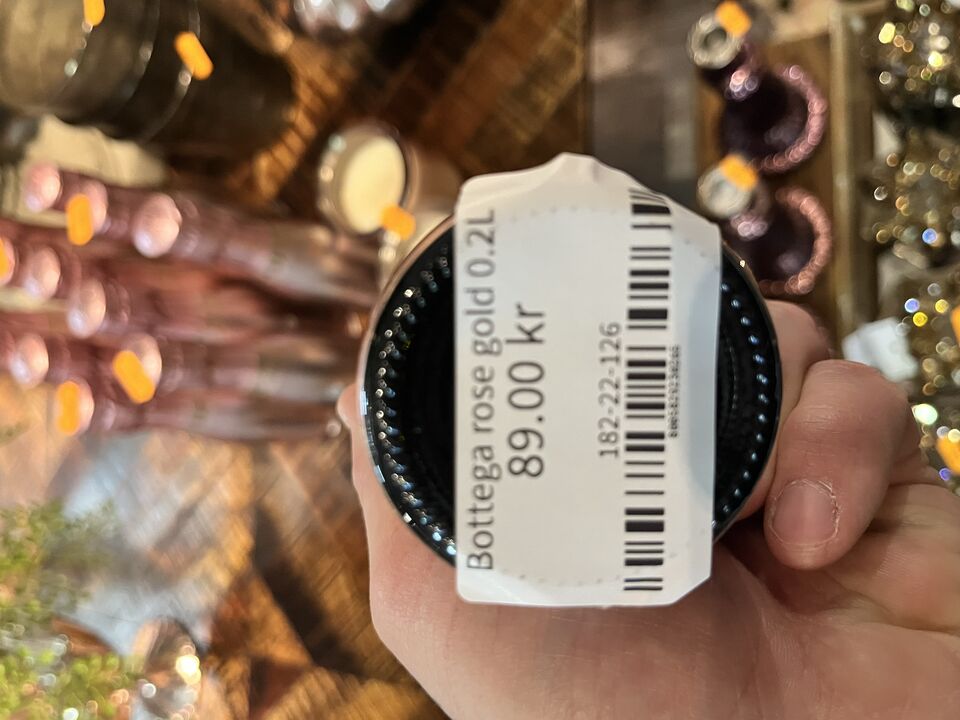 Bottega rose gold 0.2L
89.00 kr
182-22-126